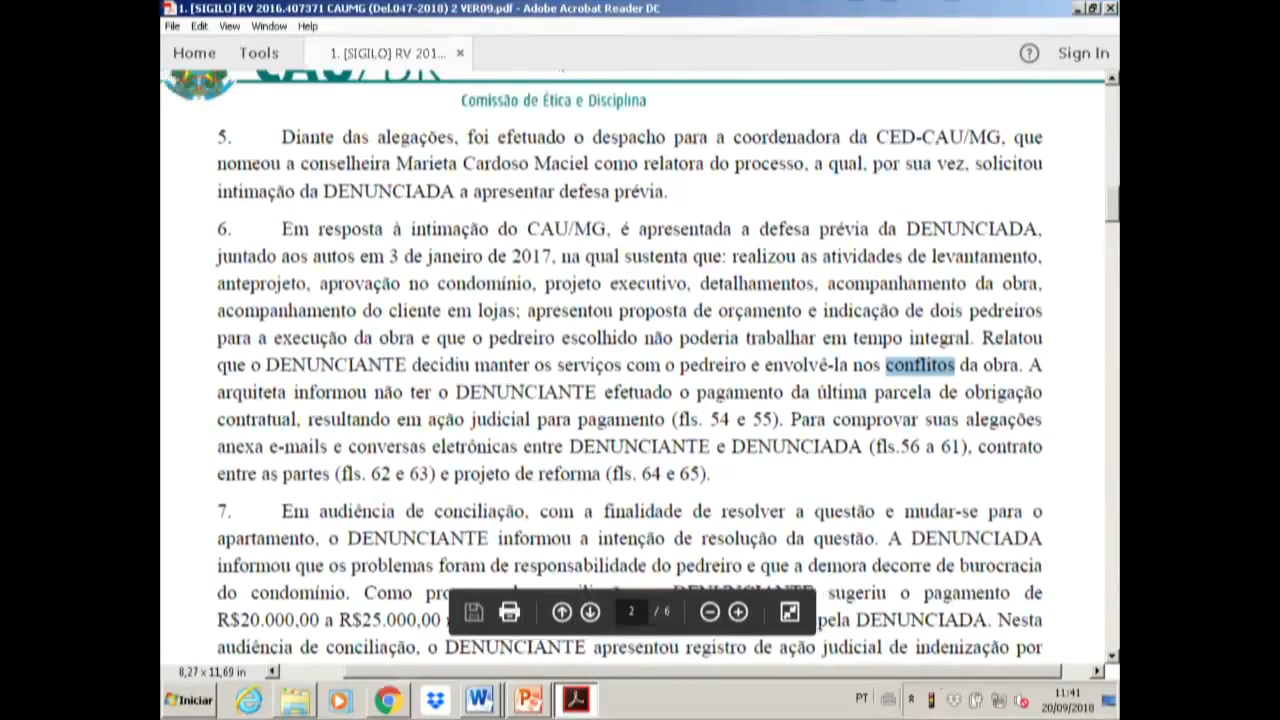 1. [SIGILO] RV 2016.407371 CAUMG (Del.047-2018) 2 VER09.pdf - Adobe Acrobat Reader DC
File Edit View Window Help
Home Tools 1. [SIGILO] RV 201... × ? Sign In
CAU/BR
Comissão de Ética e Disciplina
5. Diante das alegações, foi efetuado o despacho para a coordenadora da CED-CAU/MG, que
nomeou a conselheira Marieta Cardoso Maciel como relatora do processo, a qual, por sua vez, solicitou
intimação da DENUNCIADA a apresentar defesa prévia.
6. Em resposta à intimação do CAU/MG, é apresentada a defesa prévia da DENUNCIADA,
juntado aos autos em 3 de janeiro de 2017, na qual sustenta que: realizou as atividades de levantamento,
anteprojeto, aprovação no condomínio, projeto executivo, detalhamentos, acompanhamento da obra,
acompanhamento do cliente em lojas; apresentou proposta de orçamento e indicação de dois pedreiros
para a execução da obra e que o pedreiro escolhido não poderia trabalhar em tempo integral. Relatou
que o DENUNCIANTE decidiu manter os serviços com o pedreiro e envolvê-la nos conflitos da obra. A
arquiteta informou não ter o DENUNCIANTE efetuado o pagamento da última parcela de obrigação
contratual, resultando em ação judicial para pagamento (fls. 54 e 55). Para comprovar suas alegações
anexa e-mails e conversas eletrônicas entre DENUNCIANTE e DENUNCIADA (fls.56 a 61), contrato
entre as partes (fls. 62 e 63) e projeto de reforma (fls. 64 e 65).
7. Em audiência de conciliação, com a finalidade de resolver a questão e mudar-se para o
apartamento, o DENUNCIANTE informou a intenção de resolução da questão. A DENUNCIADA
informou que os problemas foram de responsabilidade do pedreiro e que a demora decorre de burocracia
do condomínio. Como sugeriu o pagamento de
R$20.000,00 a R$25.000,00 pela DENUNCIADA. Nesta
audiência de conciliação, o DENUNCIANTE apresentou registro de ação judicial de indenização por
2 / 6
8,27 x 11,69 in
Iniciar PT 11:41
20/09/2018